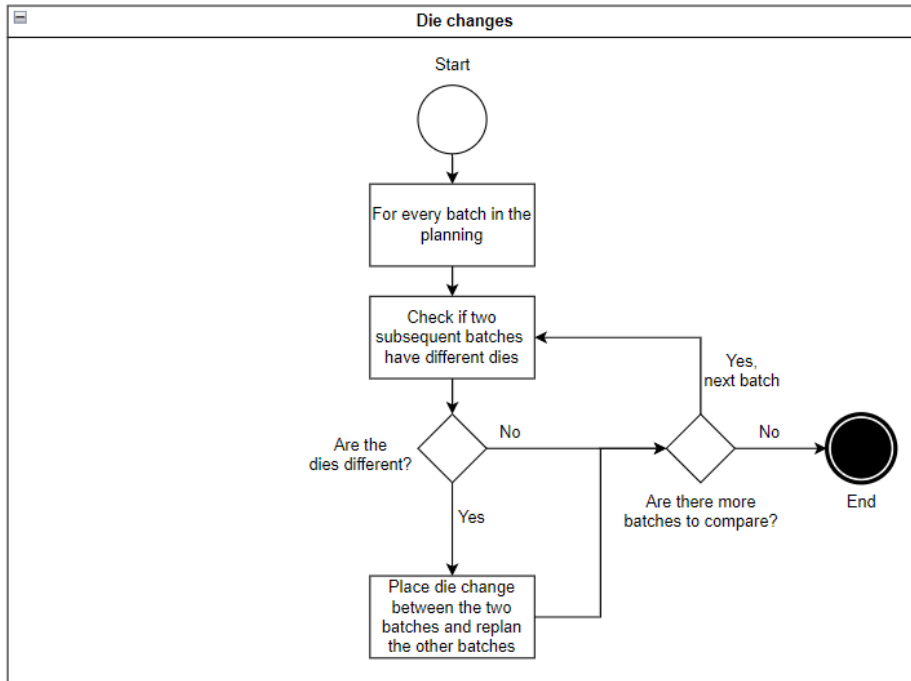 Die changes
Start
For every batch in the
planning
Check if two
subsequent batches
have different dies
Yes,
next batch
Are the
dies different?
No
No
Are there more
batches to compare?
End
Yes
Place die change
between the two
batches and replan
the other batches